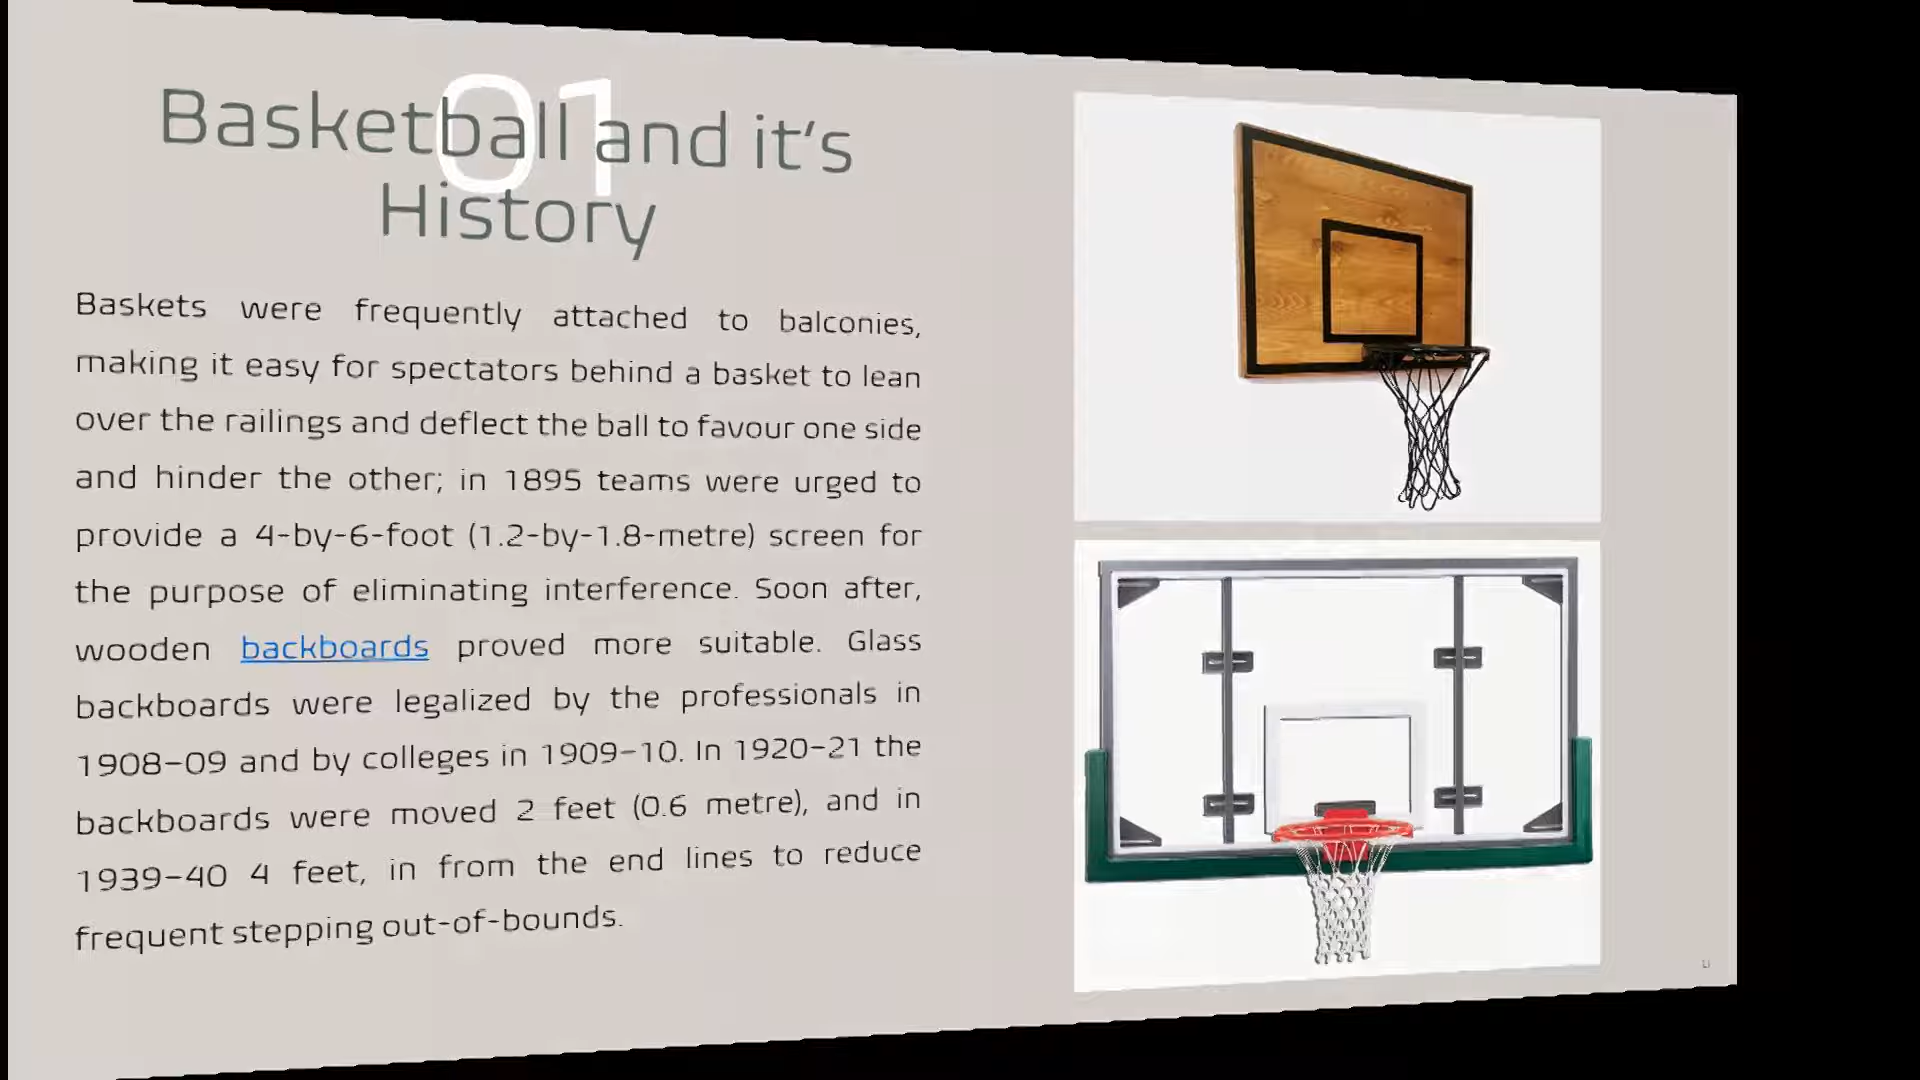 01
Basketball and it's
History
Baskets were frequently attached to balconies,
making it easy for spectators behind a basket to lean
over the railings and deflect the ball to favour one side
and hinder the other; in 1895 teams were urged to
provide a 4-by-6-foot (1.2-by-1.8-metre) screen for
the purpose of eliminating interference. Soon after,
wooden backboards proved more suitable. Glass
backboards were legalized by the professionals in
1908–09 and by colleges in 1909–10. In 1920–21 the
backboards were moved 2 feet (0.6 metre), and in
1939–40 4 feet, in from the end lines to reduce
frequent stepping out-of-bounds.